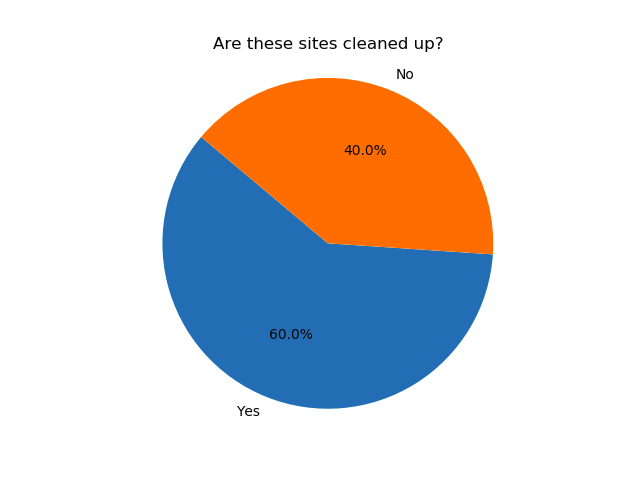 Are these sites cleaned up?
No
40.0%
60.0%
Yes